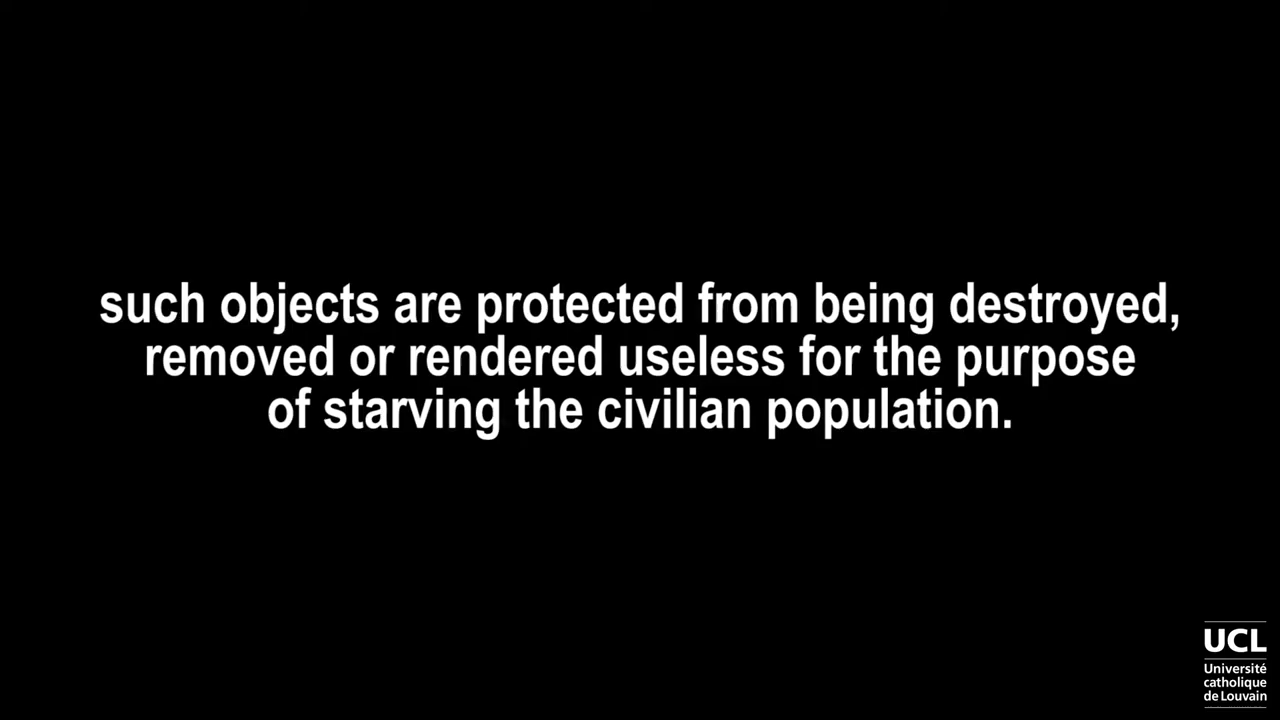 such objects are protected from being destroyed,
removed or rendered useless for the purpose
of starving the civilian population.
UCL
Université
catholique
de Louvain